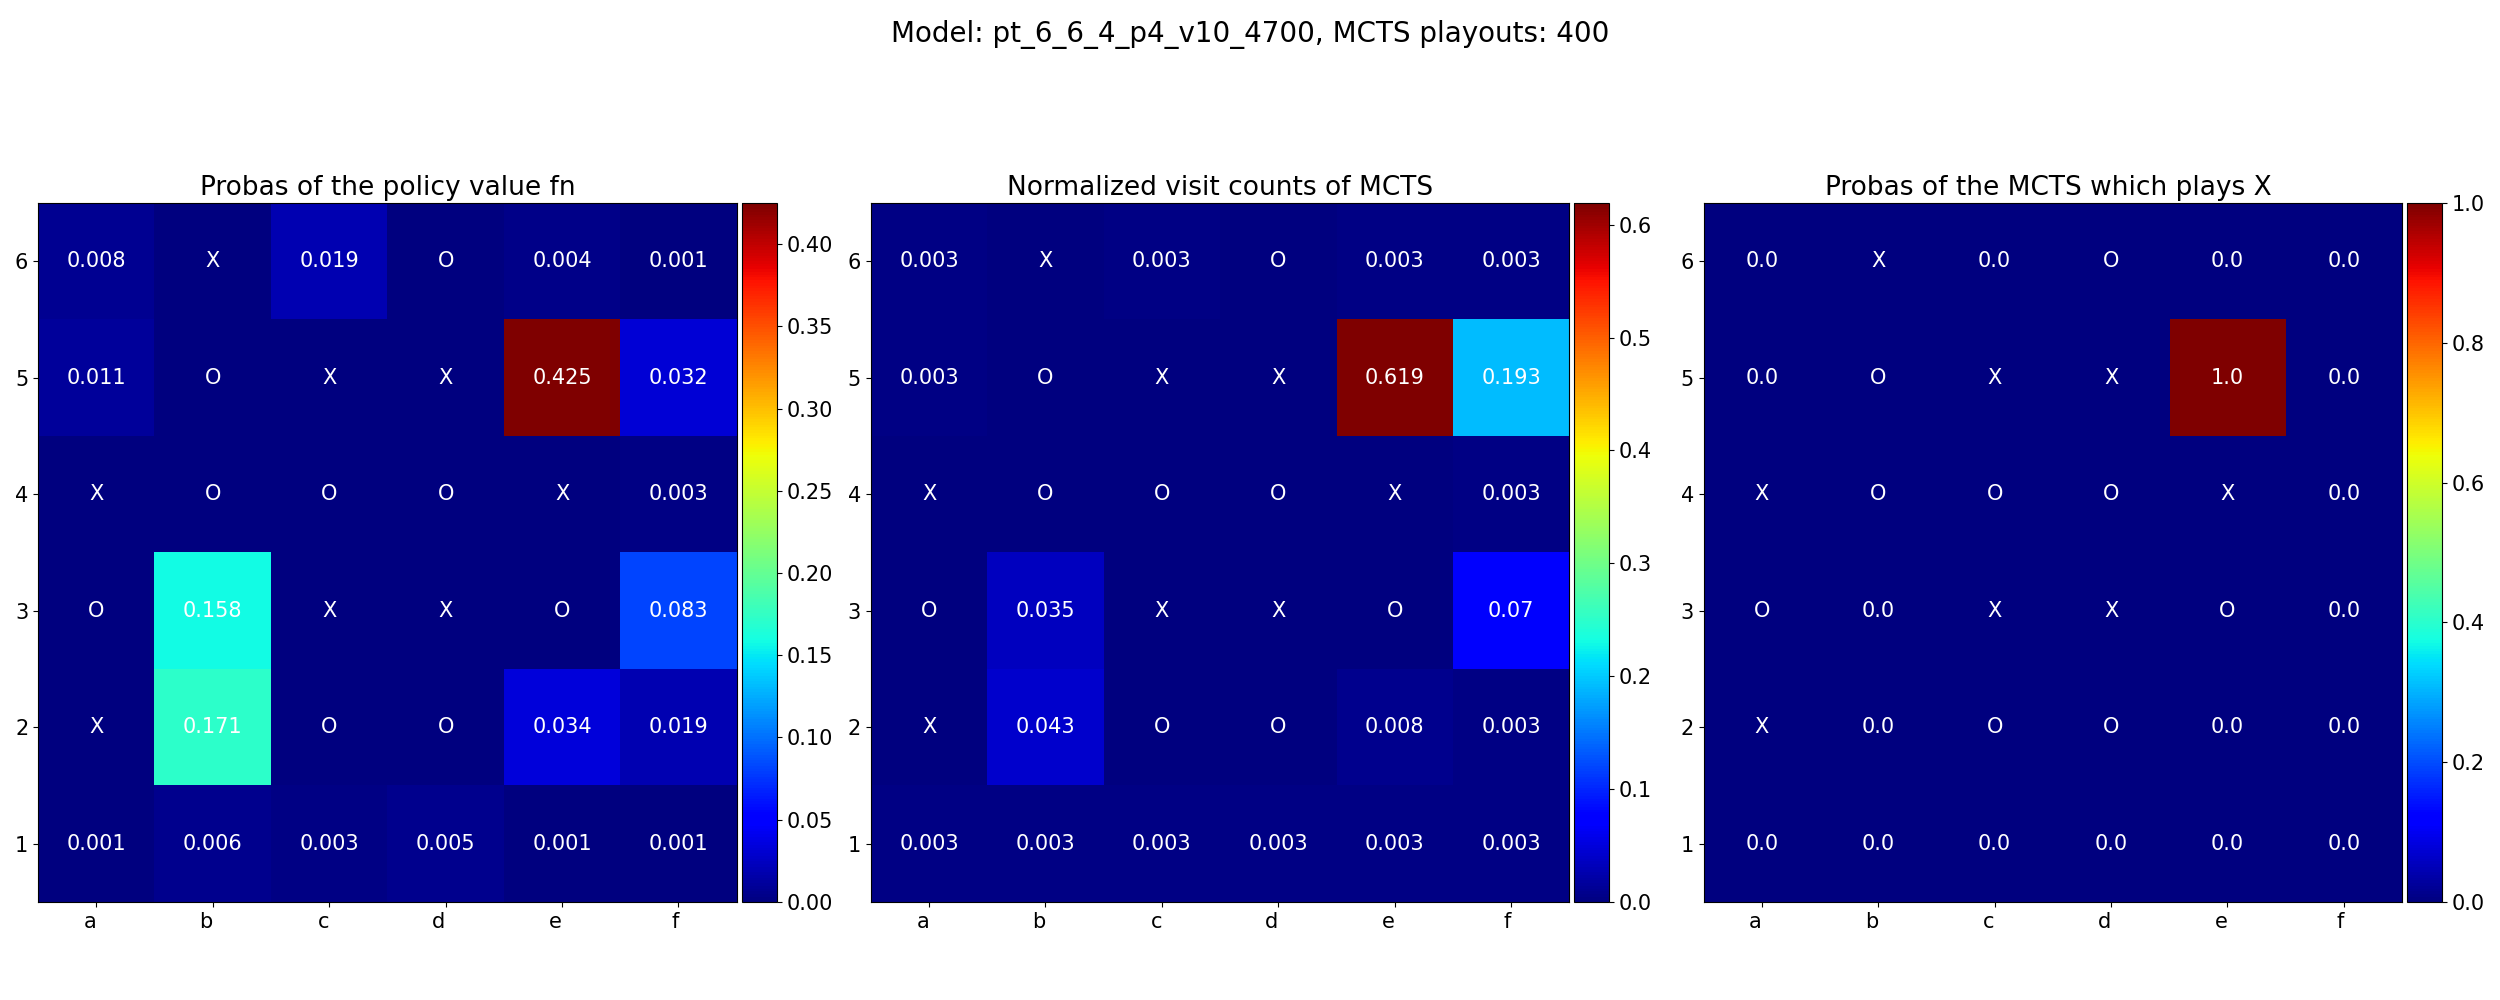 Model: pt_6_6_4_p4_v10_4700, MCTS playouts: 400
Probas of the policy value fn
6 0.008 X 0.019 O 0.004 0.001
5 0.011 O X X 0.425 0.032
4 X O O O X 0.003
3 O 0.158 X X O 0.083
2 X 0.171 O O 0.034 0.019
1 0.001 0.006 0.003 0.005 0.001 0.001
a b c d e f
0.40
0.35
0.30
0.25
0.20
0.15
0.10
0.05
0.00
Normalized visit counts of MCTS
6 0.003 X 0.003 O 0.003 0.003
5 0.003 O X X 0.619 0.193
4 X O O O X 0.003
3 O 0.035 X X O 0.07
2 X 0.043 O O 0.008 0.003
1 0.003 0.003 0.003 0.003 0.003 0.003
a b c d e f
0.6
0.5
0.4
0.3
0.2
0.1
0.0
Probas of the MCTS which plays X
6 0.0 X 0.0 O 0.0 0.0
5 0.0 O X X 1.0 0.0
4 X O O O X 0.0
3 O 0.0 X X O 0.0
2 X 0.0 O O 0.0 0.0
1 0.0 0.0 0.0 0.0 0.0 0.0
a b c d e f
1.0
0.8
0.6
0.4
0.2
0.0